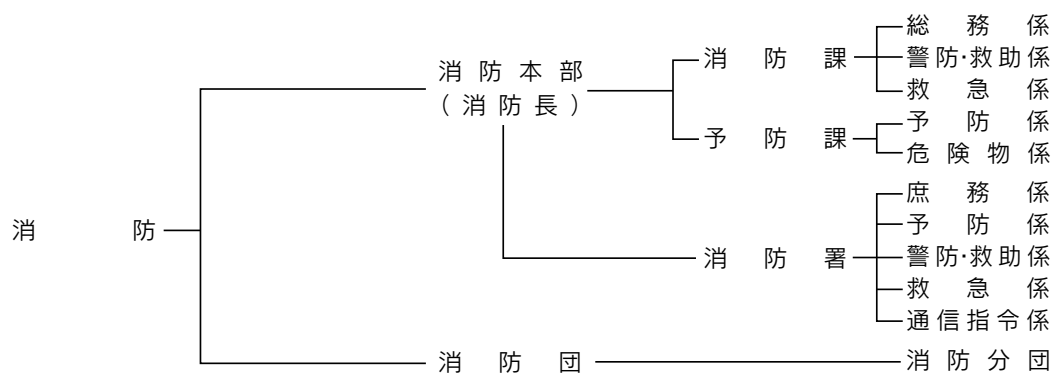 消防
消防本部
（消防長）
消防課
総務係
警防・救助係
救急係
予防課
予防係
危険物係
消防署
庶務係
予防係
警防・救助係
救急係
通信指令係
消防団
消防分団